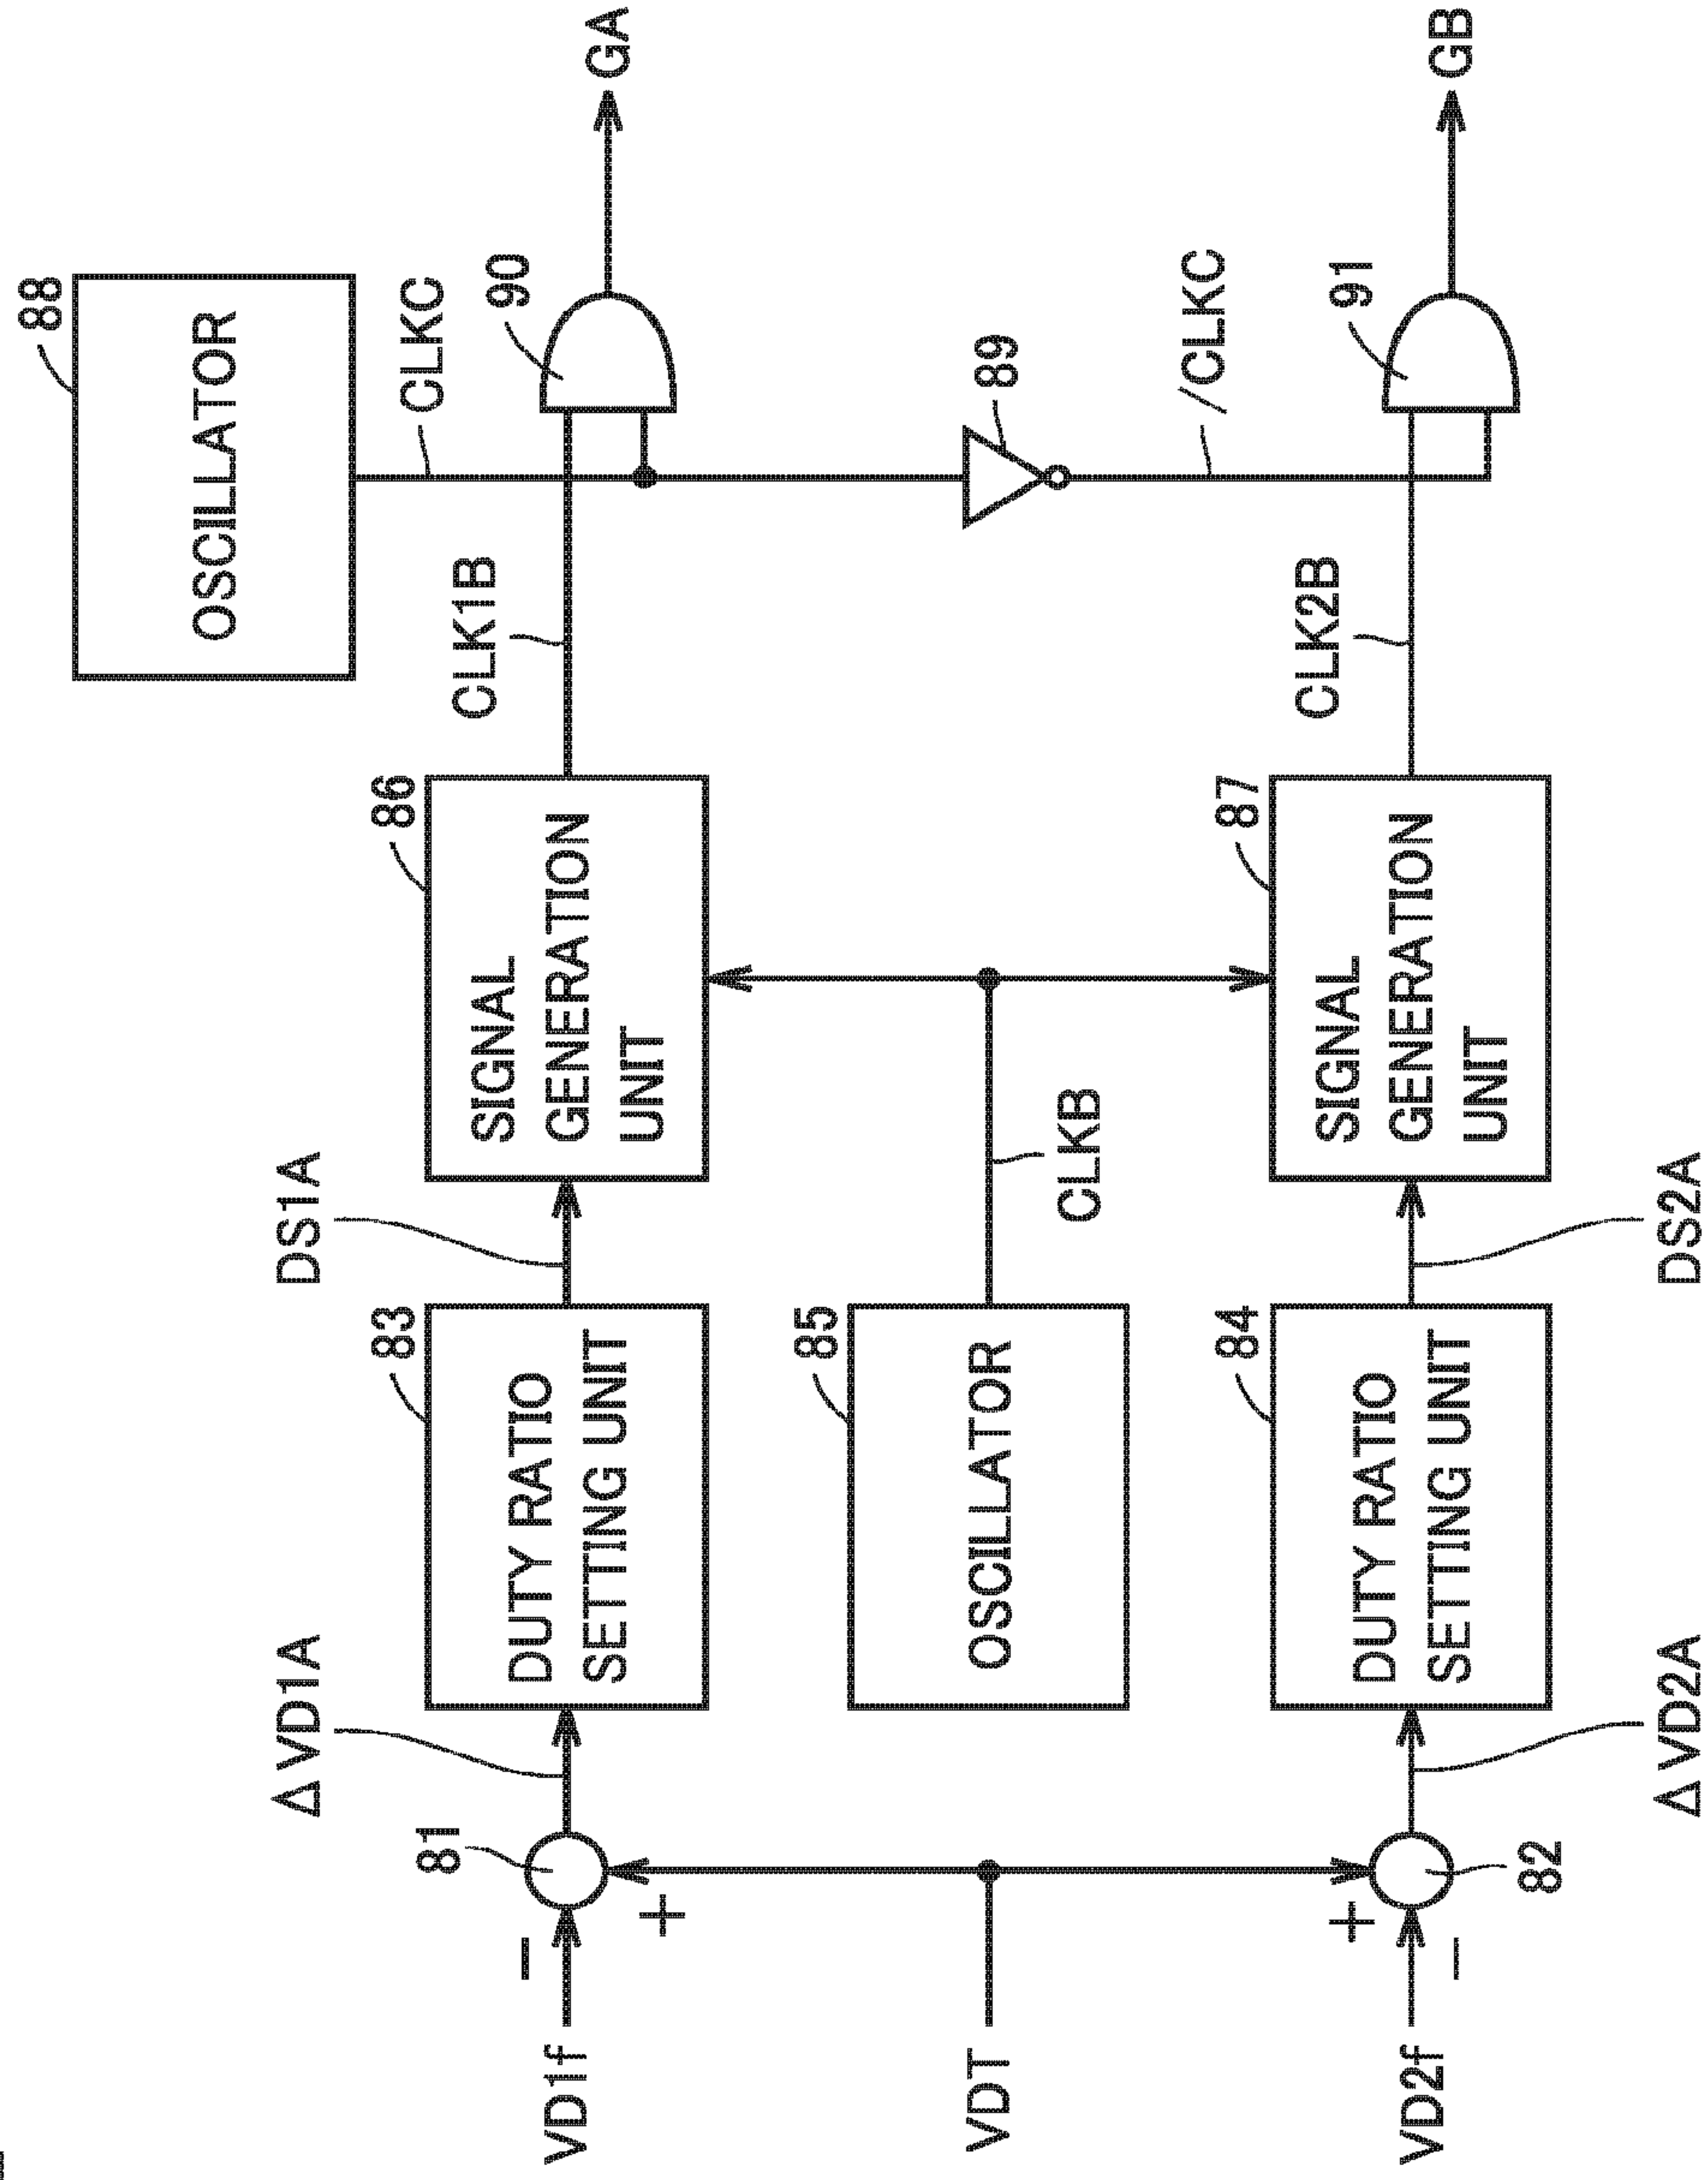 88
OSCILLATOR
CLKC
90
GA
86
SIGNAL
GENERATION
UNIT
CLK1B
DS1A
83
DUTY RATIO
SETTING UNIT
Δ VD1A
81
−
+
VD1f
89
85
OSCILLATOR
CLKB
VDT
/CLKC
91
GB
87
SIGNAL
GENERATION
UNIT
CLK2B
84
DUTY RATIO
SETTING UNIT
DS2A
Δ VD2A
82
+
−
VD2f